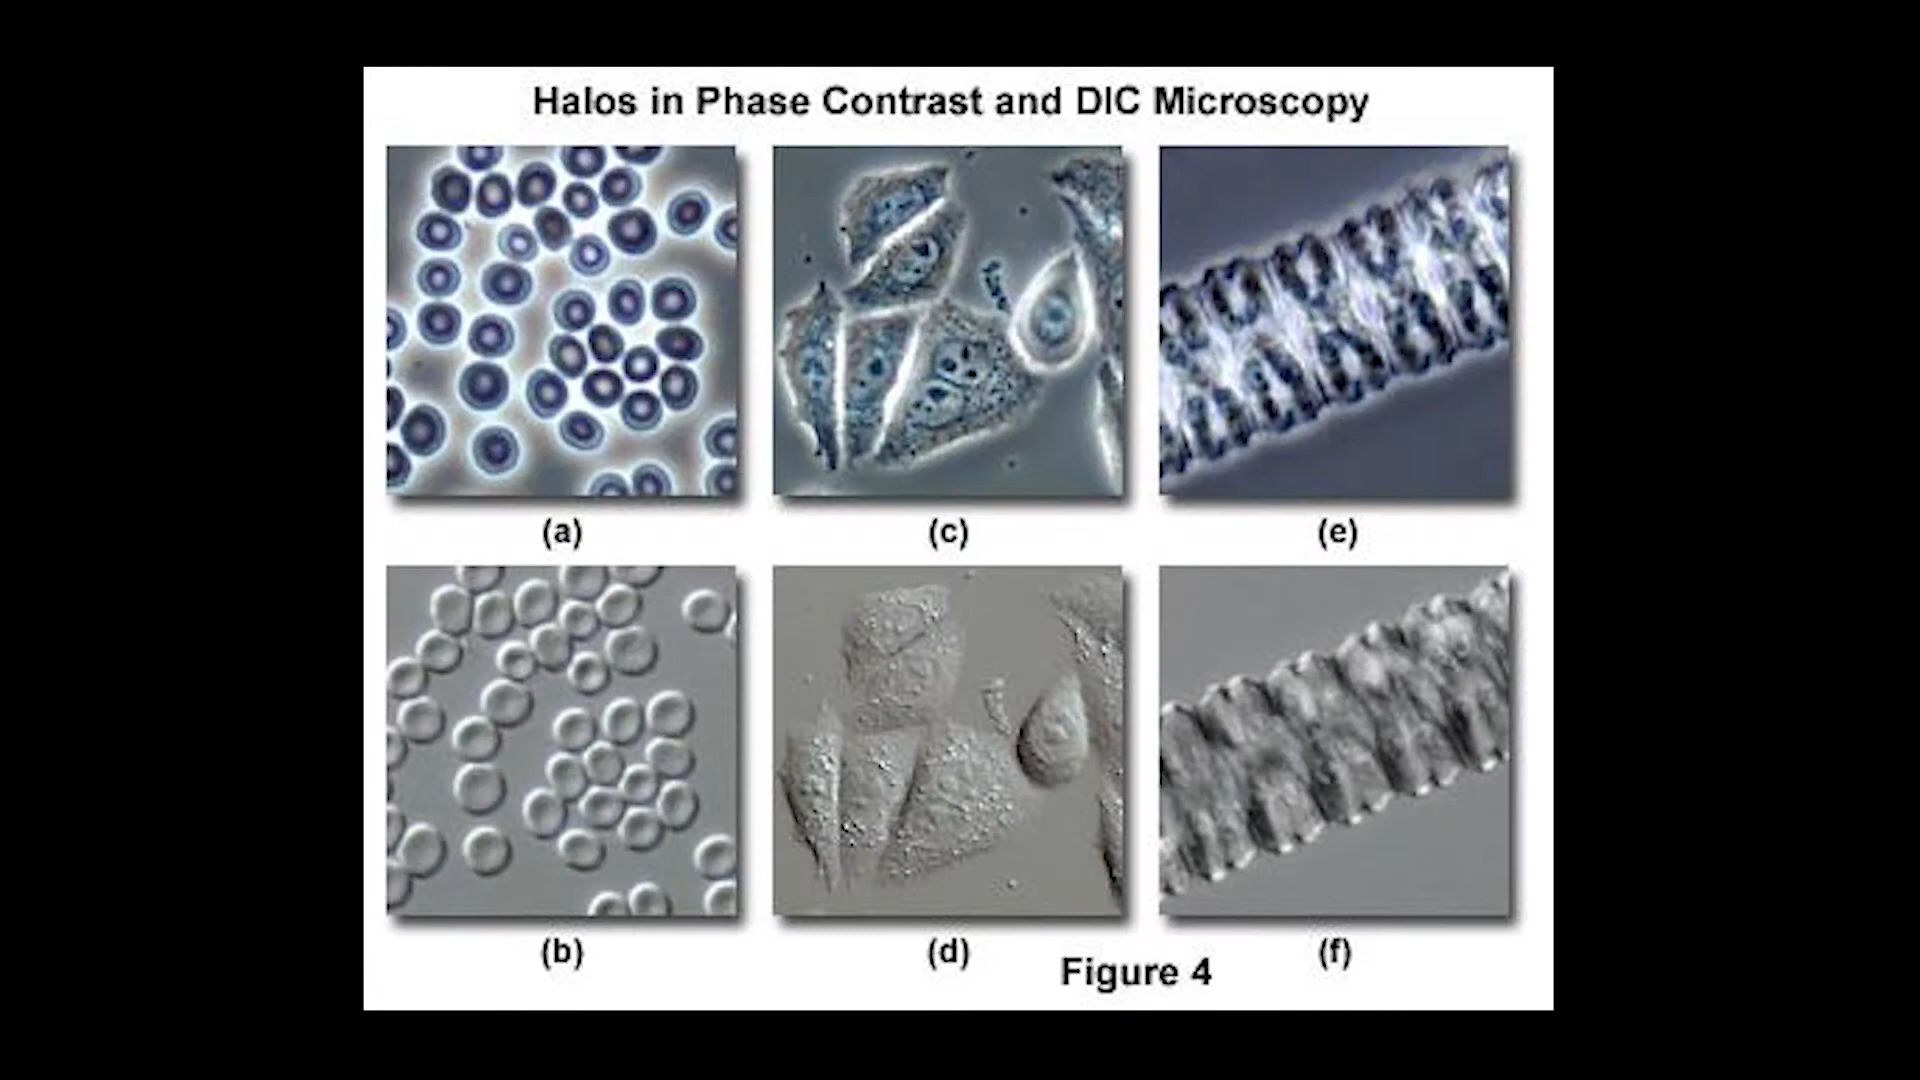 Halos in Phase Contrast and DIC Microscopy
(a)
(c)
(e)
(b)
(d)
(f)
Figure 4